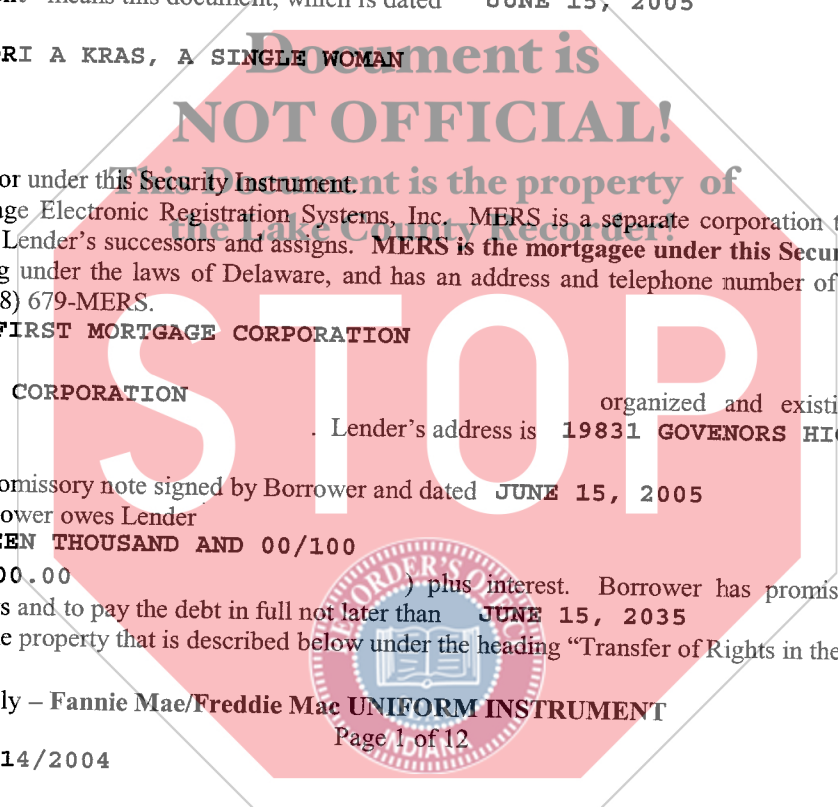 means this document, which is dated JUNE 15, 2005
RI A KRAS, A SINGLE WOMAN
Document is
NOT OFFICIAL!
This Document is the property of
the Lake County Recorder!
or under this Security Instrument.
ge Electronic Registration Systems, Inc. MERS is a separate corporation t
Lender's successors and assigns. MERS is the mortgagee under this Secur
g under the laws of Delaware, and has an address and telephone number of
8) 679-MERS.
FIRST MORTGAGE CORPORATION
CORPORATION
organized and existi
. Lender's address is 19831 GOVENORS HI
STOP
omissory note signed by Borrower and dated JUNE 15, 2005
ower owes Lender
EEN THOUSAND AND 00/100
00.00 ) plus interest. Borrower has promis
s and to pay the debt in full not later than JUNE 15, 2035
e property that is described below under the heading "Transfer of Rights in the
RECORDER'S OFFICE
INDIANA
ly – Fannie Mae/Freddie Mac UNIFORM INSTRUMENT
Page 1 of 12
14/2004